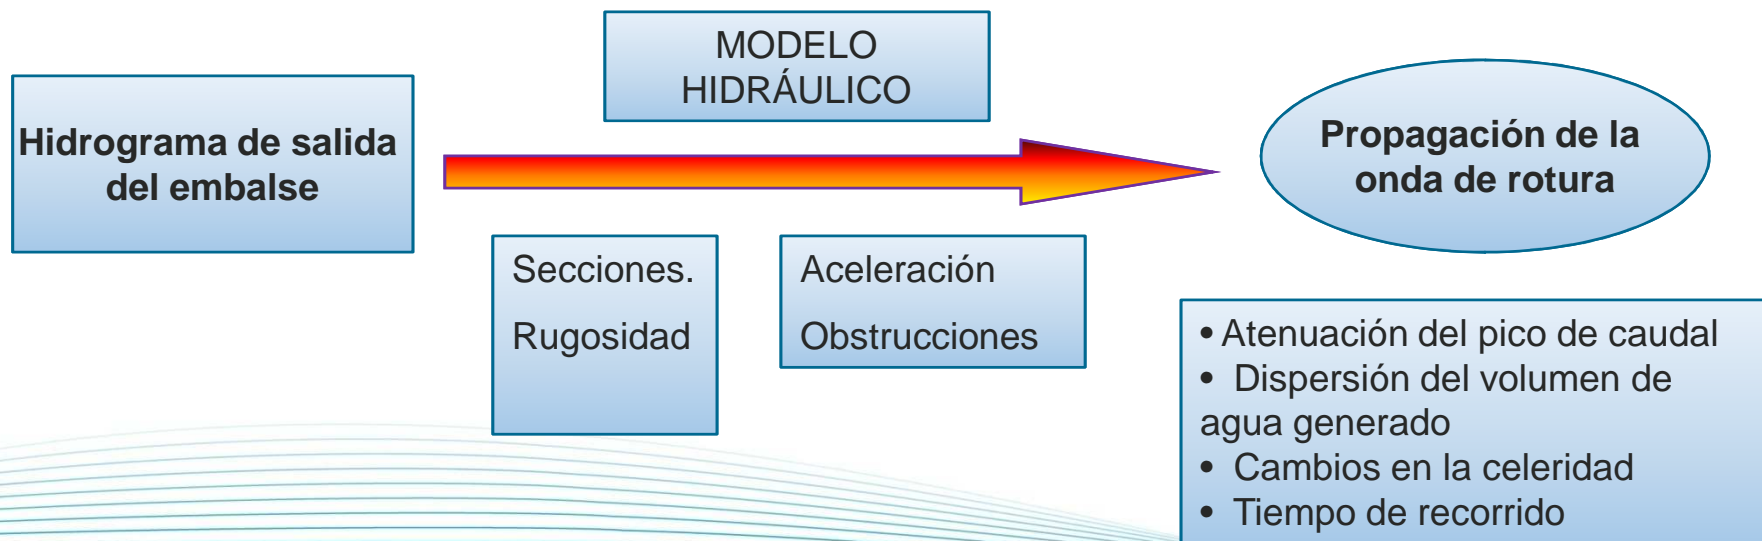 MODELO
HIDRÁULICO
Hidrograma de salida
del embalse
Propagación de la
onda de rotura
Secciones.
Rugosidad
Aceleración
Obstrucciones
• Atenuación del pico de caudal
• Dispersión del volumen de
agua generado
• Cambios en la celeridad
• Tiempo de recorrido